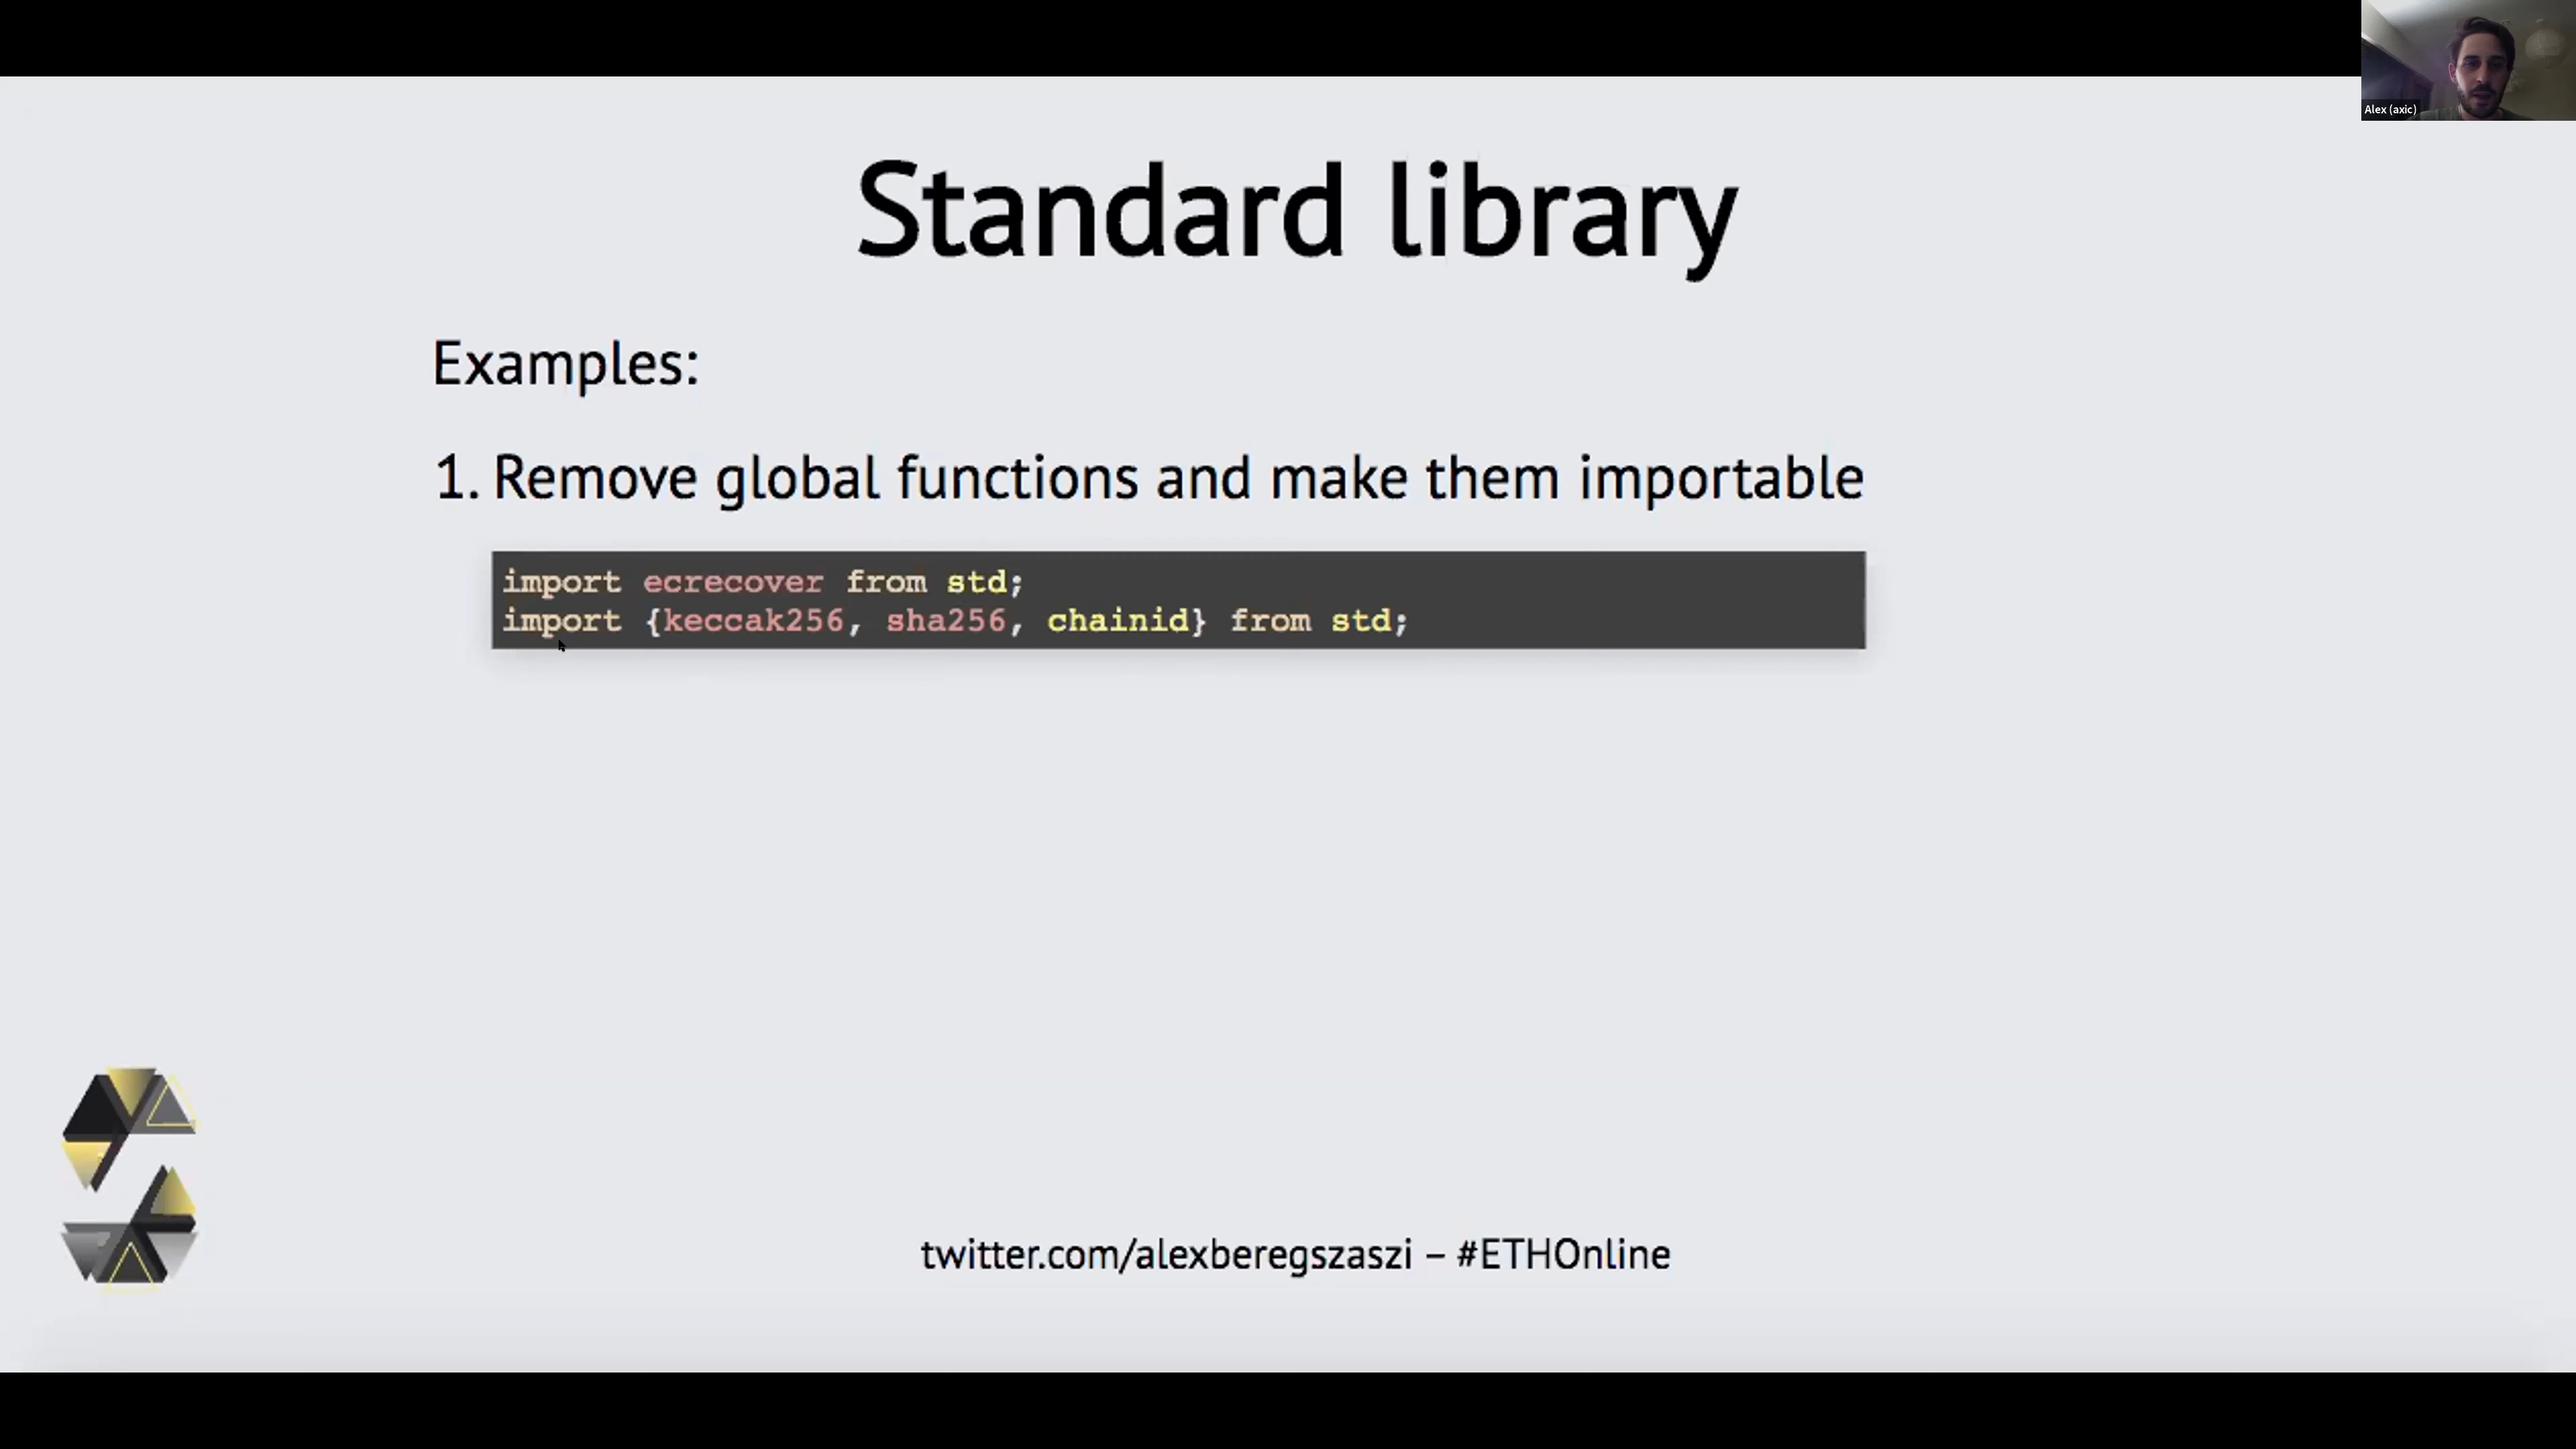 Alex (axic)
Standard library
Examples:
1. Remove global functions and make them importable
import ecrecover from std;
import {keccak256, sha256, chainid} from std;
twitter.com/alexberegszaszi – #ETHOnline